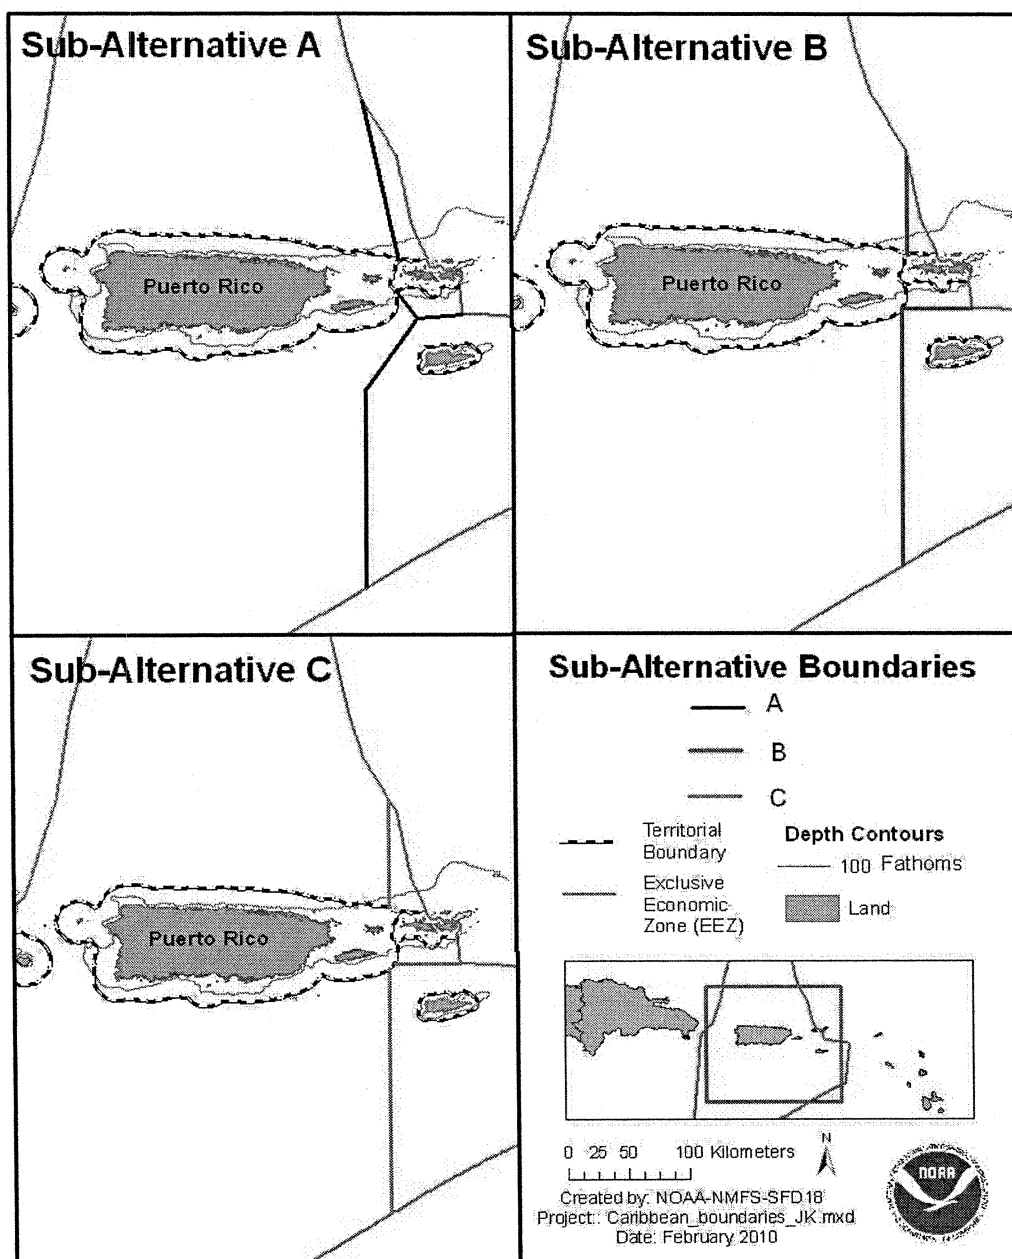 Sub-Alternative A
Puerto Rico
Sub-Alternative B
Puerto Rico
Sub-Alternative C
Puerto Rico
Sub-Alternative Boundaries
A
B
C
Territorial
Boundary
Exclusive
Economic
Zone (EEZ)
Depth Contours
100 Fathoms
Land
0 25 50 100 Kilometers
N
Created by: NOAA-NMFS-SFD18
Project:: Caribbean_boundaries_JK.mxd
Date: February 2010
NOAA